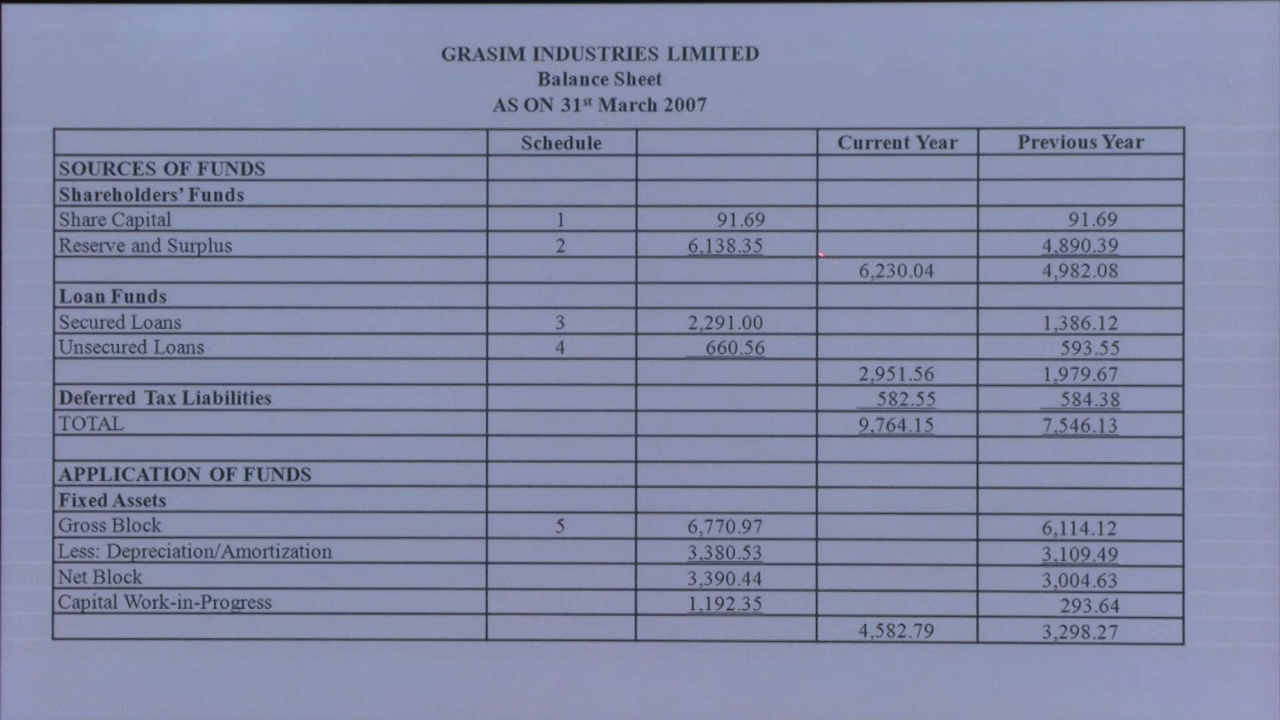 GRASIM INDUSTRIES LIMITED
Balance Sheet
AS ON 31st March 2007
Schedule Current Year Previous Year
SOURCES OF FUNDS
Shareholders' Funds
Share Capital 1 91.69 91.69
Reserve and Surplus 2 6,138.35 4,890.39
6,230.04 4,982.08
Loan Funds
Secured Loans 3 2,291.00 1,386.12
Unsecured Loans 4 660.56 593.55
2,951.56 1,979.67
Deferred Tax Liabilities 582.55 584.38
TOTAL 9,764.15 7,546.13
APPLICATION OF FUNDS
Fixed Assets
Gross Block 5 6,770.97 6,114.12
Less: Depreciation/Amortization 3,380.53 3,109.49
Net Block 3,390.44 3,004.63
Capital Work-in-Progress 1,192.35 293.64
4,582.79 3,298.27